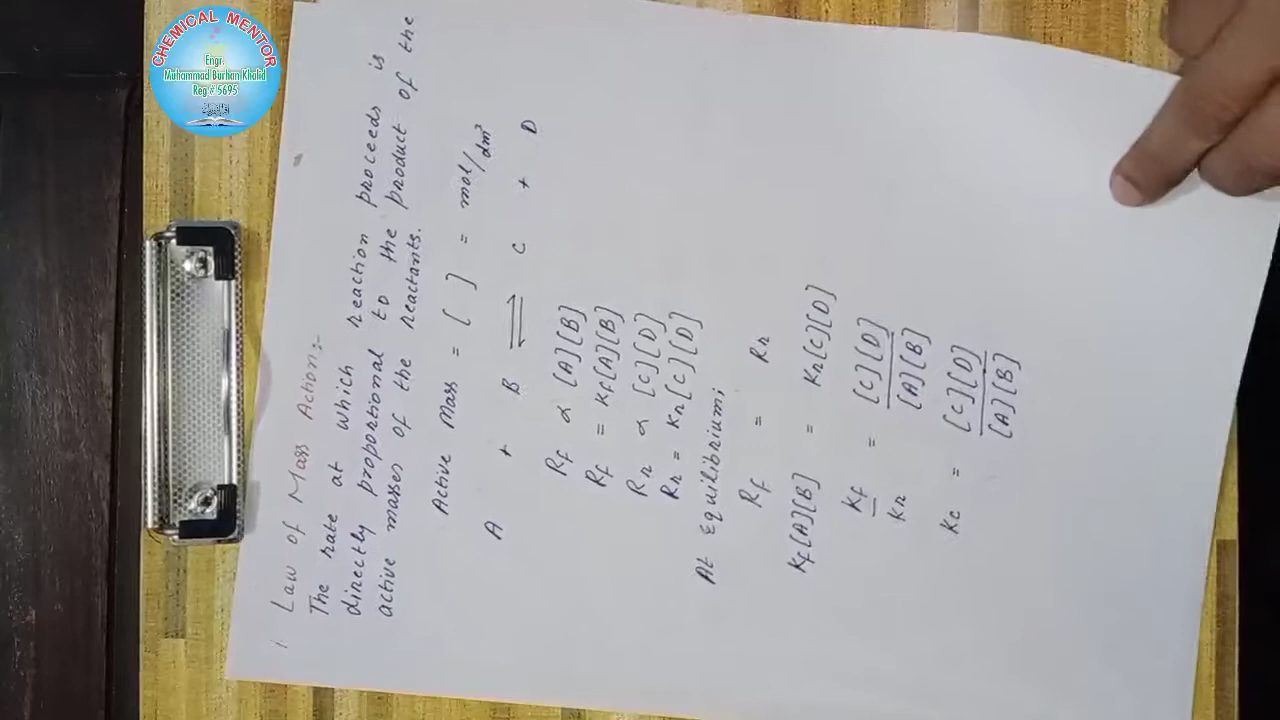 CHEMICAL MENTOR
Engr.
Muhammad Burhan Khalid
Reg # 5695
Law of Mass Action:-
The rate at which reaction proceeds is
directly proportional to the product of the
active masses of the reactants.
Active Mass = [ ] = mol/dm³
A + B ⇌ C + D
Rf α [A][B]
Rf = Kf[A][B]
Rr α [C][D]
Rr = Kr[C][D]
At Equilibriumi
Rf = Rr
Kf[A][B] = Kr[C][D]
Kf/Kr = [C][D]/[A][B]
Kc = [C][D]/[A][B]